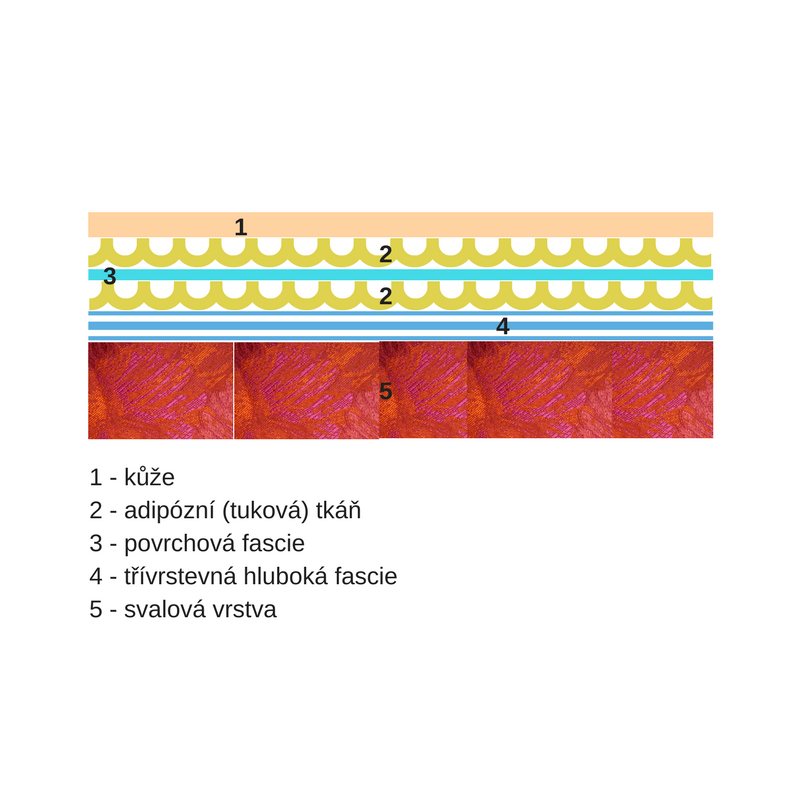 1
2
3
2
4
5
1 - kůže
2 - adipózní (tuková) tkáň
3 - povrchová fascie
4 - třívrstevná hluboká fascie
5 - svalová vrstva